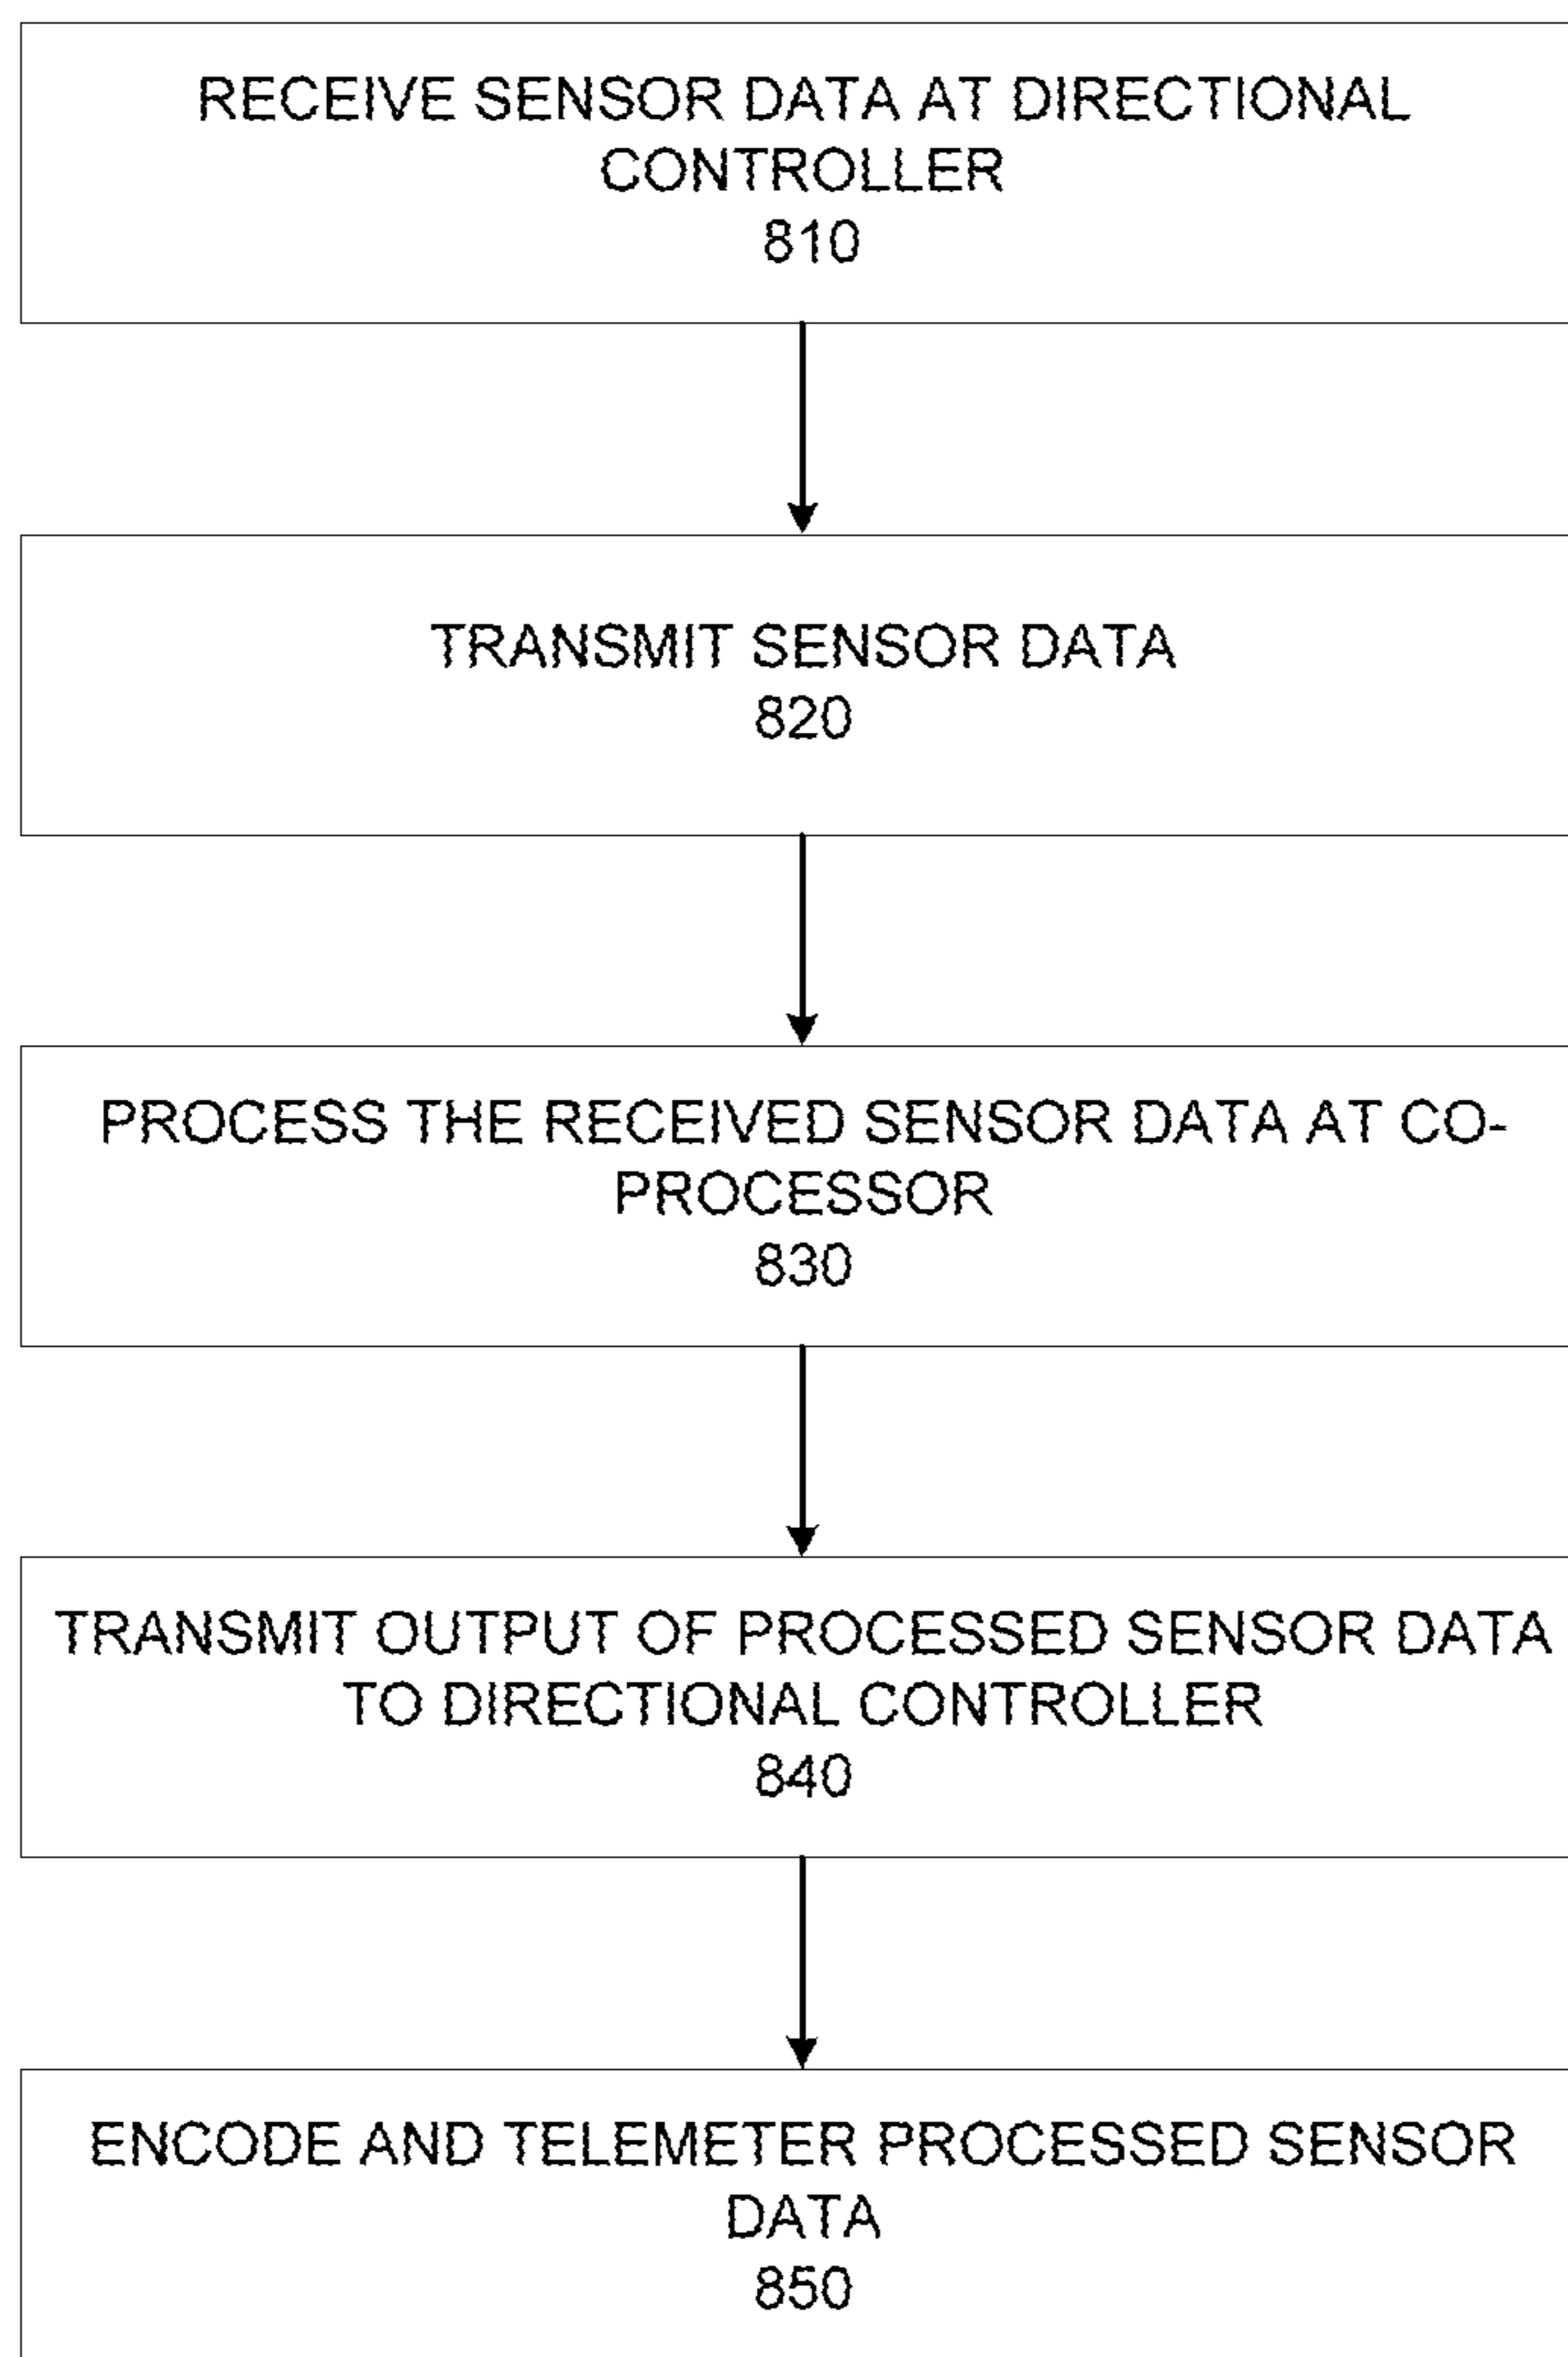 RECEIVE SENSOR DATA AT DIRECTIONAL
CONTROLLER
810
TRANSMIT SENSOR DATA
820
PROCESS THE RECEIVED SENSOR DATA AT CO-
PROCESSOR
830
TRANSMIT OUTPUT OF PROCESSED SENSOR DATA
TO DIRECTIONAL CONTROLLER
840
ENCODE AND TELEMETER PROCESSED SENSOR
DATA
850